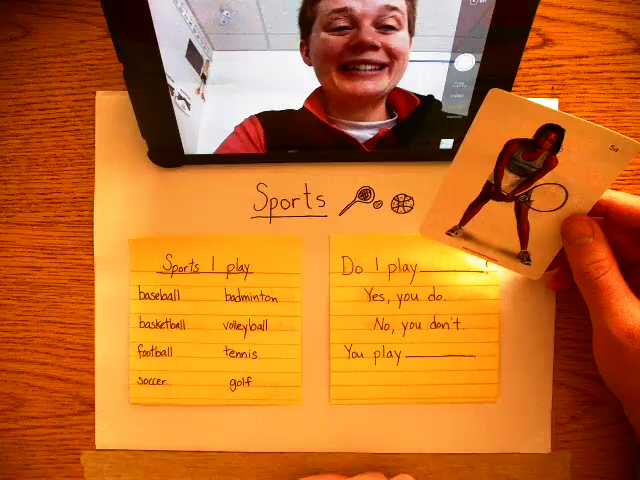 Sports
Sports I play
baseball badminton
basketball volleyball
football tennis
soccer golf
Do I play ______?
Yes, you do.
No, you don't.
You play ______
5a